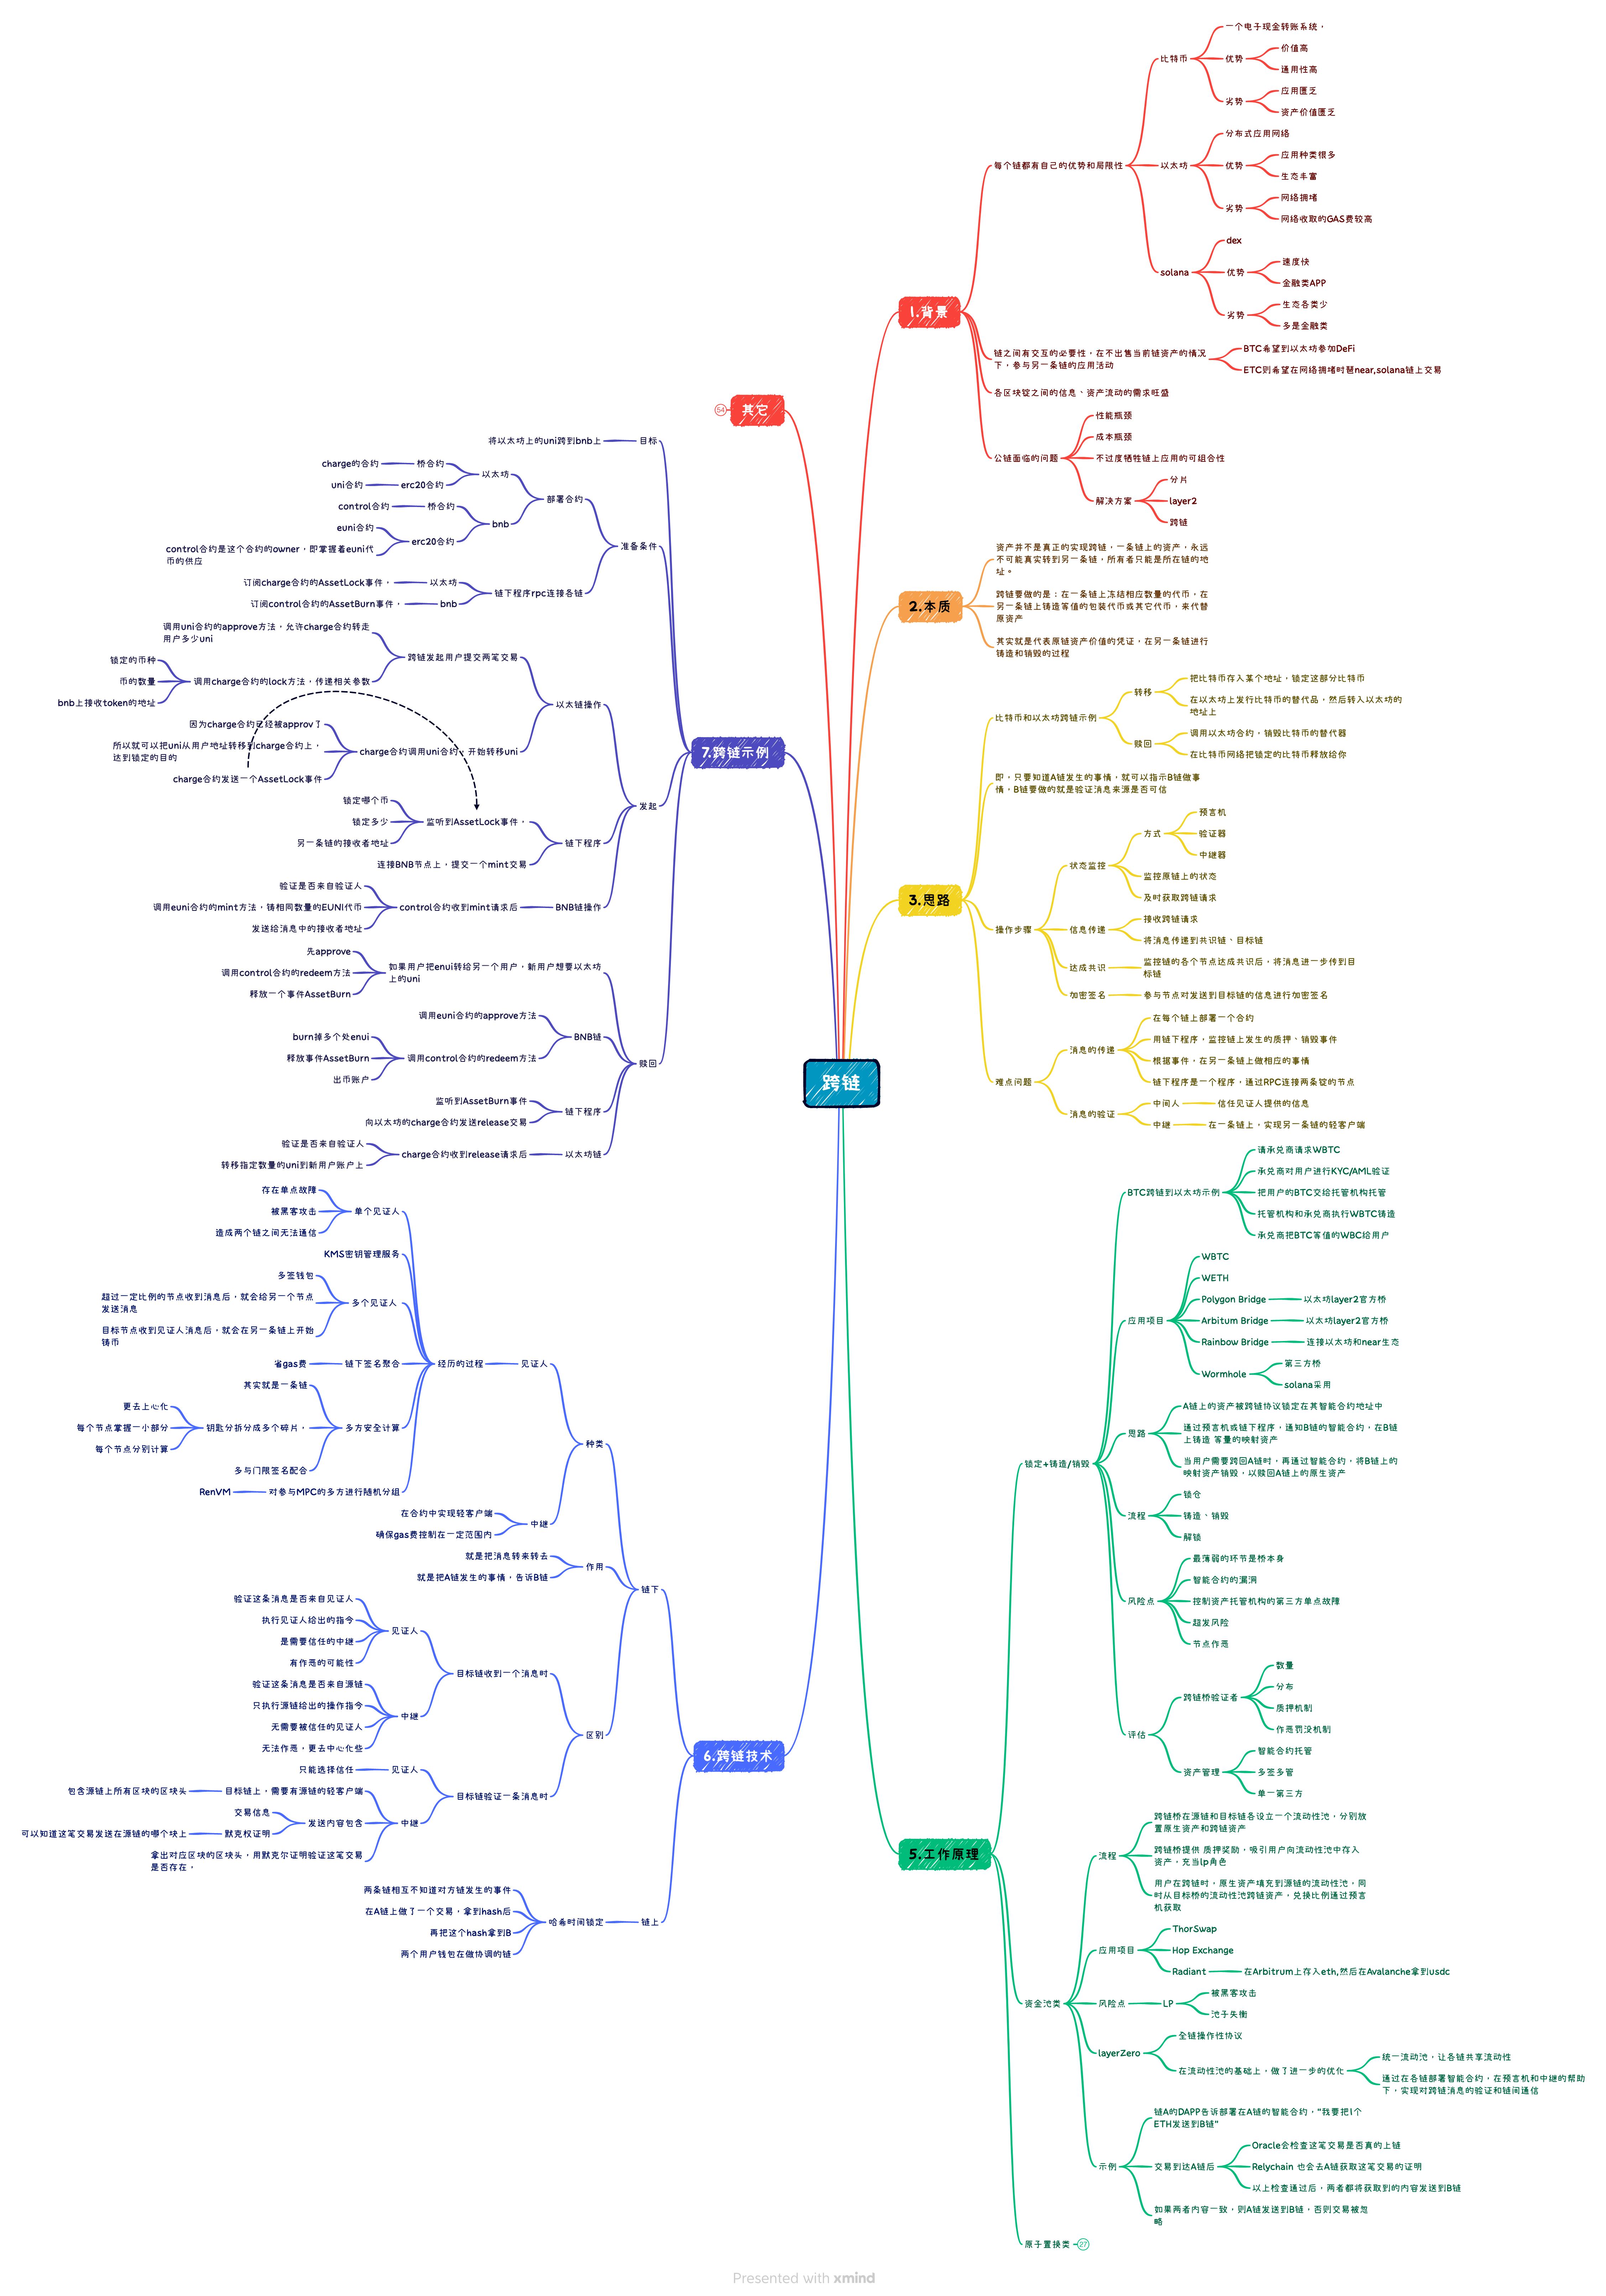 跨链
1.背景
每个链都有自己的优势和局限性
比特币
一个电子现金转账系统，
优势
价值高
通用性高
劣势
应用匮乏
资产价值匮乏
以太坊
分布式应用网络
优势
应用种类很多
生态丰富
劣势
网络拥堵
网络收取的GAS费较高
solana
dex
优势
速度快
金融类APP
劣势
生态各类少
多是金融类
链之间有交互的必要性，在不出售当前链资产的情况
下，参与另一条链的应用活动
BTC希望到以太坊参加DeFi
ETC则希望在网络拥堵时替near,solana链上交易
各区块锭之间的信息、资产流动的需求旺盛
公链面临的问题
性能瓶颈
成本瓶颈
不过度牺牲链上应用的可组合性
解决方案
分片
layer2
跨链
2.本质
资产并不是真正的实现跨链，一条链上的资产，永远
不可能真实转到另一条链，所有者只能是所在链的地
址。
跨链要做的是：在一条链上冻结相应数量的代币，在
另一条链上铸造等值的包装代币或其它代币，来代替
原资产
其实就是代表原链资产价值的凭证，在另一条链进行
铸造和销毁的过程
3.思路
比特币和以太坊跨链示例
转移
把比特币存入某个地址，锁定这部分比特币
在以太坊上发行比特币的替代品，然后转入以太坊的
地址上
赎回
调用以太坊合约，销毁比特币的替代器
在比特币网络把锁定的比特币释放给你
即，只要知道A链发生的事情，就可以指示B链做事
情，B链要做的就是验证消息来源是否可信
操作步骤
状态监控
方式
预言机
验证器
中继器
监控原链上的状态
及时获取跨链请求
信息传递
接收跨链请求
将消息传递到共识链、目标链
达成共识
监控链的各个节点达成共识后，将消息进一步传到目
标链
加密签名
参与节点对发送到目标链的信息进行加密签名
难点问题
消息的传递
在每个链上部署一个合约
用链下程序，监控链上发生的质押、销毁事件
根据事件，在另一条链上做相应的事情
链下程序是一个程序，通过RPC连接两条锭的节点
消息的验证
中间人
信任见证人提供的信息
中继
在一条链上，实现另一条链的轻客户端
5.工作原理
锁定+铸造/销毁
BTC跨链到以太坊示例
请承兑商请求WBTC
承兑商对用户进行KYC/AML验证
把用户的BTC交给托管机构托管
托管机构和承兑商执行WBTC铸造
承兑商把BTC等值的WBC给用户
应用项目
WBTC
WETH
Polygon Bridge
以太坊layer2官方桥
Arbitum Bridge
以太坊layer2官方桥
Rainbow Bridge
连接以太坊和near生态
Wormhole
第三方桥
solana采用
思路
A链上的资产被跨链协议锁定在其智能合约地址中
通过预言机或链下程序，通知B链的智能合约，在B链
上铸造 等量的映射资产
当用户需要跨回A链时，再通过智能合约，将B链上的
映射资产销毁，以赎回A链上的原生资产
流程
锁仓
铸造、销毁
解锁
风险点
最薄弱的环节是桥本身
智能合约的漏洞
控制资产托管机构的第三方单点故障
超发风险
节点作恶
评估
跨链桥验证者
数量
分布
质押机制
作恶罚没机制
资产管理
智能合约托管
多签多管
单一第三方
资金池类
流程
跨链桥在源链和目标链各设立一个流动性池，分别放
置原生资产和跨链资产
跨链桥提供 质押奖励，吸引用户向流动性池中存入
资产，充当lp角色
用户在跨链时，原生资产填充到源链的流动性池，同
时从目标桥的流动性池跨链资产，兑换比例通过预言
机获取
应用项目
ThorSwap
Hop Exchange
Radiant
在Arbitrum上存入eth,然后在Avalanche拿到usdc
风险点
LP
被黑客攻击
池子失衡
layerZero
全链操作性协议
在流动性池的基础上，做了进一步的优化
统一流动池，让各链共享流动性
通过在各链部署智能合约，在预言机和中继的帮助
下，实现对跨链消息的验证和链间通信
示例
链A的DAPP告诉部署在A链的智能合约，“我要把1个
ETH发送到B链”
交易到达A链后
Oracle会检查这笔交易是否真的上链
Relychain 也会去A链获取这笔交易的证明
以上检查通过后，两者都将获取到的内容发送到B链
如果两者内容一致，则A链发送到B链，否则交易被忽
略
原子置换类
27
其它
54
7.跨链示例
目标
将以太坊上的uni跨到bnb上
准备条件
部署合约
以太坊
桥合约
charge的合约
erc20合约
uni合约
bnb
桥合约
control合约
erc20合约
euni合约
control合约是这个合约的owner，即掌握着euni代
币的供应
链下程序rpc连接各链
以太坊
订阅charge合约的AssetLock事件，
bnb
订阅control合约的AssetBurn事件，
发起
以太链操作
跨链发起用户提交两笔交易
调用uni合约的approve方法，允许charge合约转走
用户多少uni
调用charge合约的lock方法，传递相关参数
锁定的币种
币的数量
bnb上接收token的地址
charge合约调用uni合约，开始转移uni
因为charge合约已经被approv了
所以就可以把uni从用户地址转移到charge合约上，
达到锁定的目的
charge合约发送一个AssetLock事件
链下程序
监听到AssetLock事件，
锁定哪个币
锁定多少
另一条链的接收者地址
连接BNB节点上，提交一个mint交易
BNB链操作
control合约收到mint请求后
验证是否来自验证人
调用euni合约的mint方法，铸相同数量的EUNI代币
发送给消息中的接收者地址
赎回
如果用户把enui转给另一个用户，新用户想要以太坊
上的uni
先approve
调用control合约的redeem方法
释放一个事件AssetBurn
BNB链
调用euni合约的approve方法
调用control合约的redeem方法
burn掉多个处enui
释放事件AssetBurn
出币账户
链下程序
监听到AssetBurn事件
向以太坊的charge合约发送release交易
以太坊链
charge合约收到release请求后
验证是否来自验证人
转移指定数量的uni到新用户账户上
6.跨链技术
链下
种类
见证人
经历的过程
单个见证人
存在单点故障
被黑客攻击
造成两个链之间无法通信
KMS密钥管理服务
多个见证人
多签钱包
超过一定比例的节点收到消息后，就会给另一个节点
发送消息
目标节点收到见证人消息后，就会在另一条链上开始
铸币
链下签名聚合
省gas费
多方安全计算
其实就是一条链
钥匙分拆分成多个碎片，
更去上心化
每个节点掌握一小部分
每个节点分别计算
多与门限签名配合
对参与MPC的多方进行随机分组
RenVM
中继
在合约中实现轻客户端
确保gas费控制在一定范围内
作用
就是把消息转来转去
就是把A链发生的事情，告诉B链
区别
目标链收到一个消息时
见证人
验证这条消息是否来自见证人
执行见证人给出的指今
是需要信任的中继
有作恶的可能性
中继
验证这条消息是否来自源链
只执行源链给出的操作指今
无需要被信任的见证人
无法作恶，更去中心化些
目标链验证一条消息时
见证人
只能选择信任
中继
目标链上，需要有源链的轻客户端
包含源链上所有区块的区块头
发送内容包含
交易信息
默克权证明
可以知道这笔交易发送在源链的哪个块上
拿出对应区块的区块头，用默克尔证明验证这笔交易
是否存在，
链上
哈希时间锁定
两条链相互不知道对方链发生的事件
在A链上做了一个交易，拿到hash后
再把这个hash拿到B
两个用户钱包在做协调的链
Presented with xmind